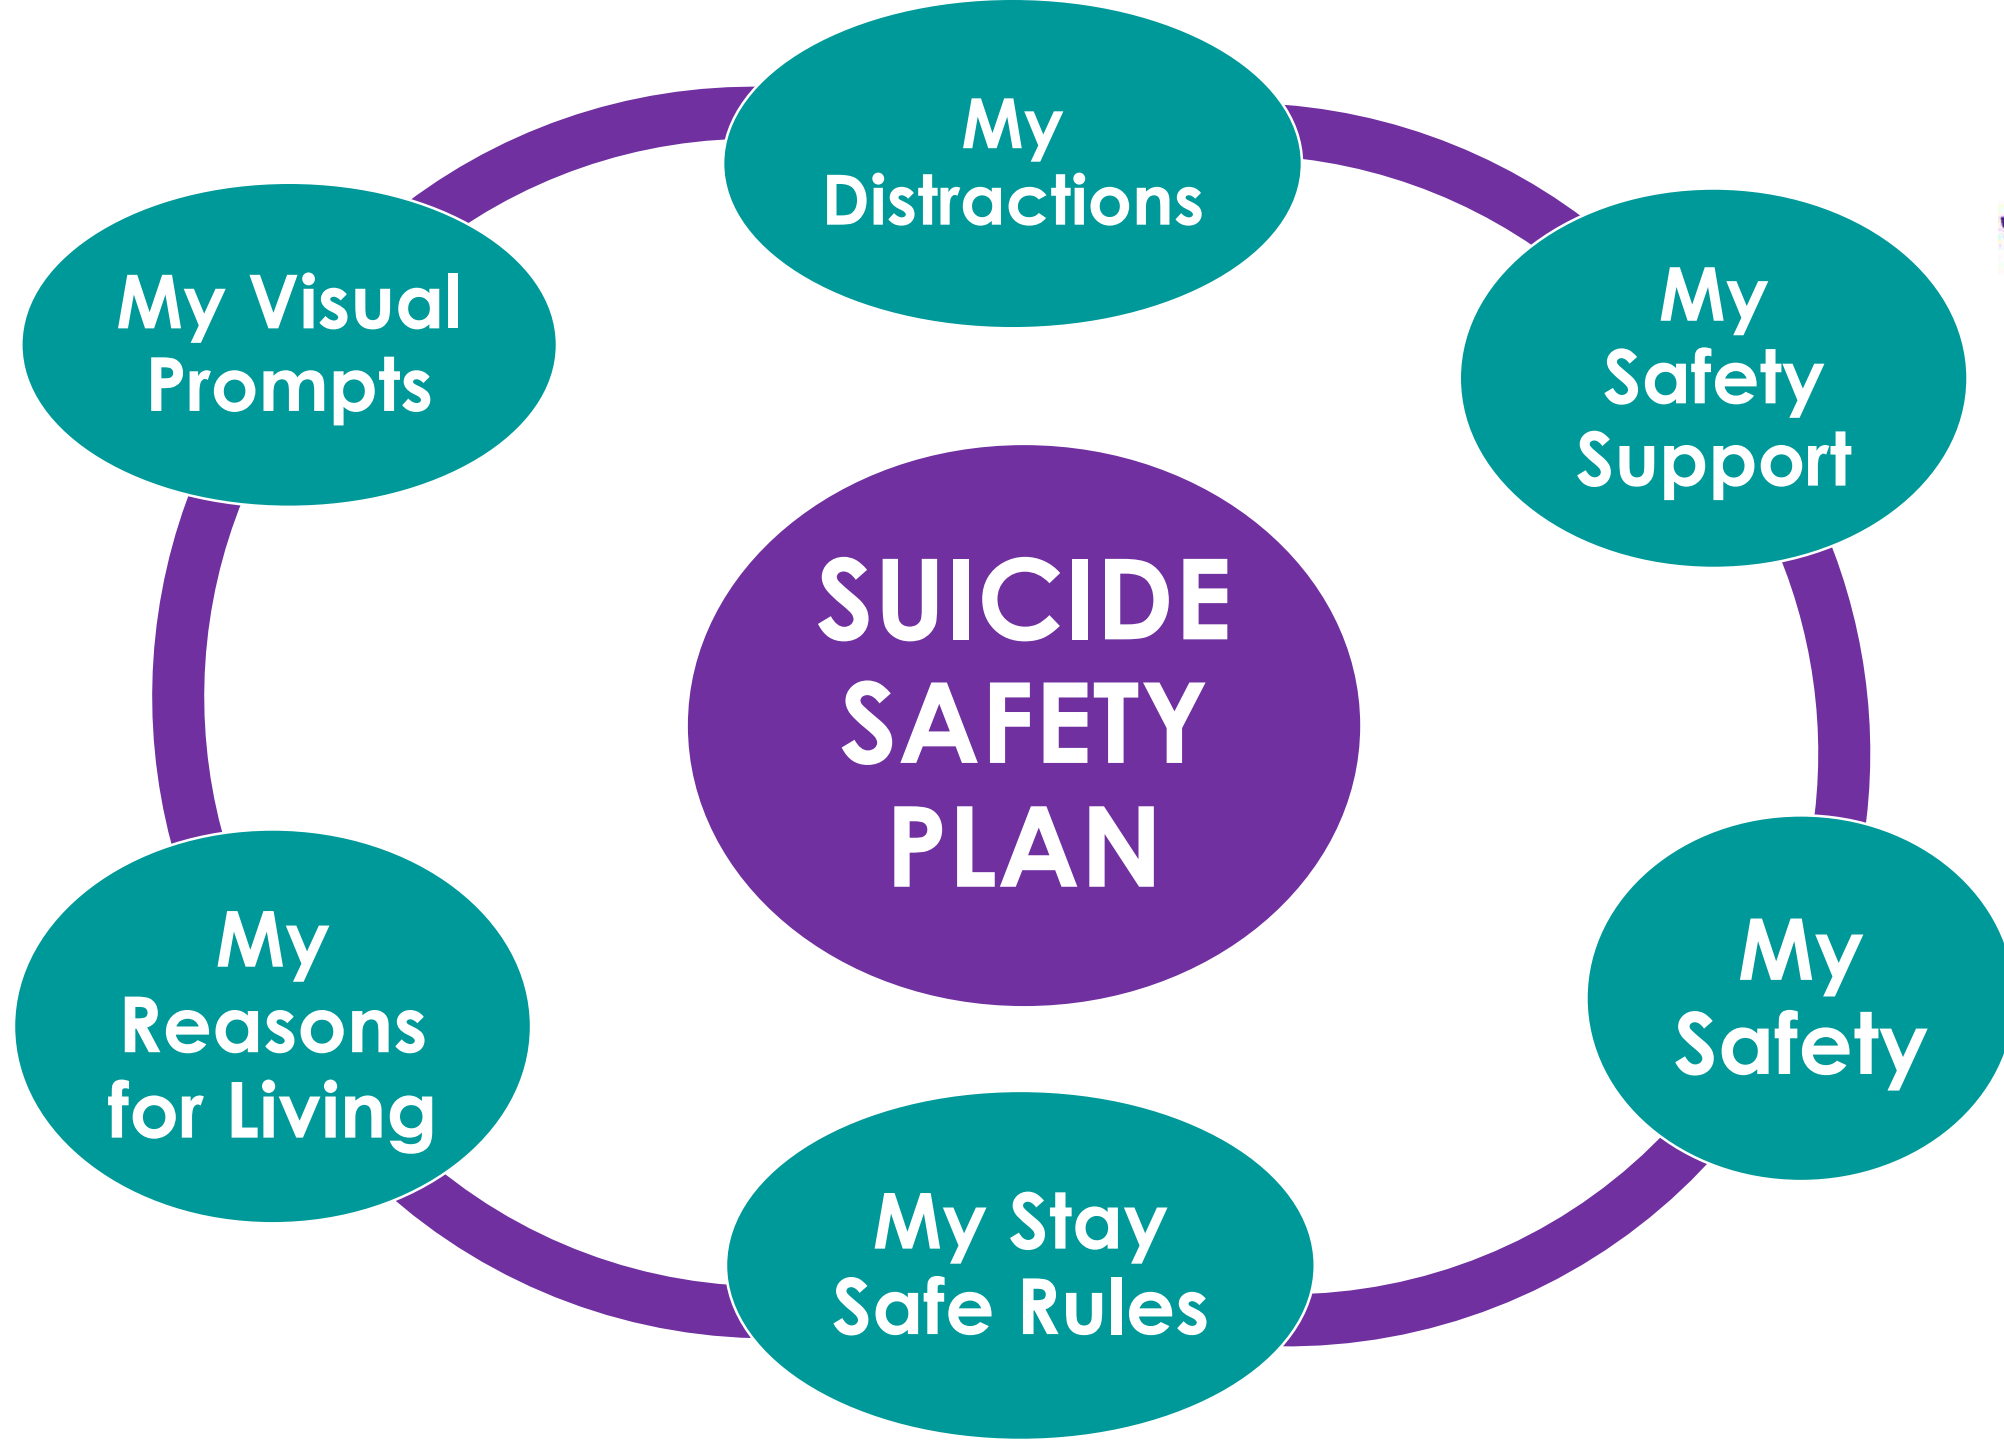 My
Distractions
My
Safety
Support
My
Safety
My Stay
Safe Rules
My
Reasons
for Living
My Visual
Prompts
SUICIDE
SAFETY
PLAN